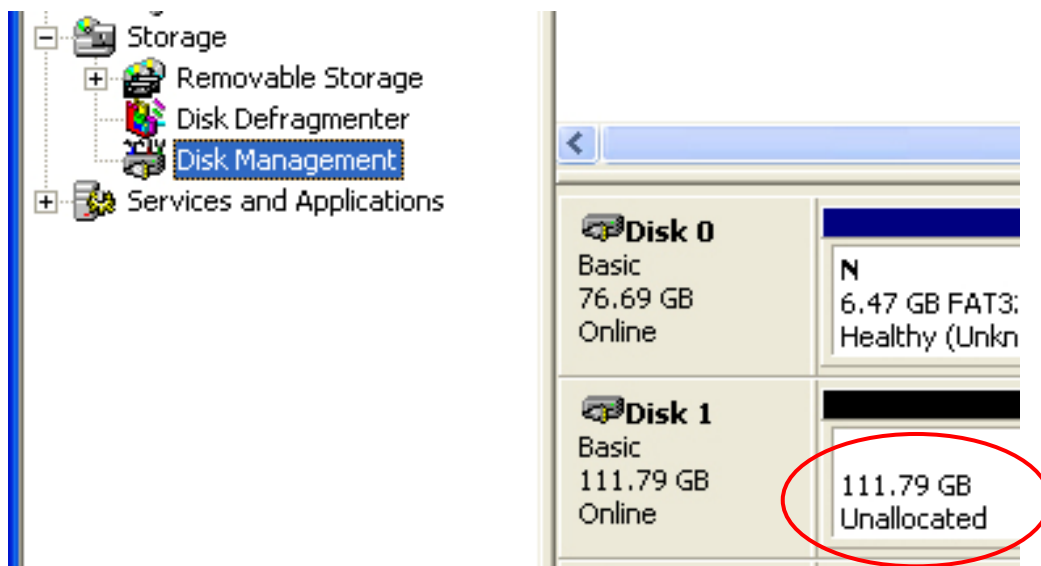 Storage
Removable Storage
Disk Defragmenter
Disk Management
Services and Applications
Disk 0
Basic
76.69 GB
Online
N
6.47 GB FAT32
Healthy (Unkn
Disk 1
Basic
111.79 GB
Online
111.79 GB
Unallocated